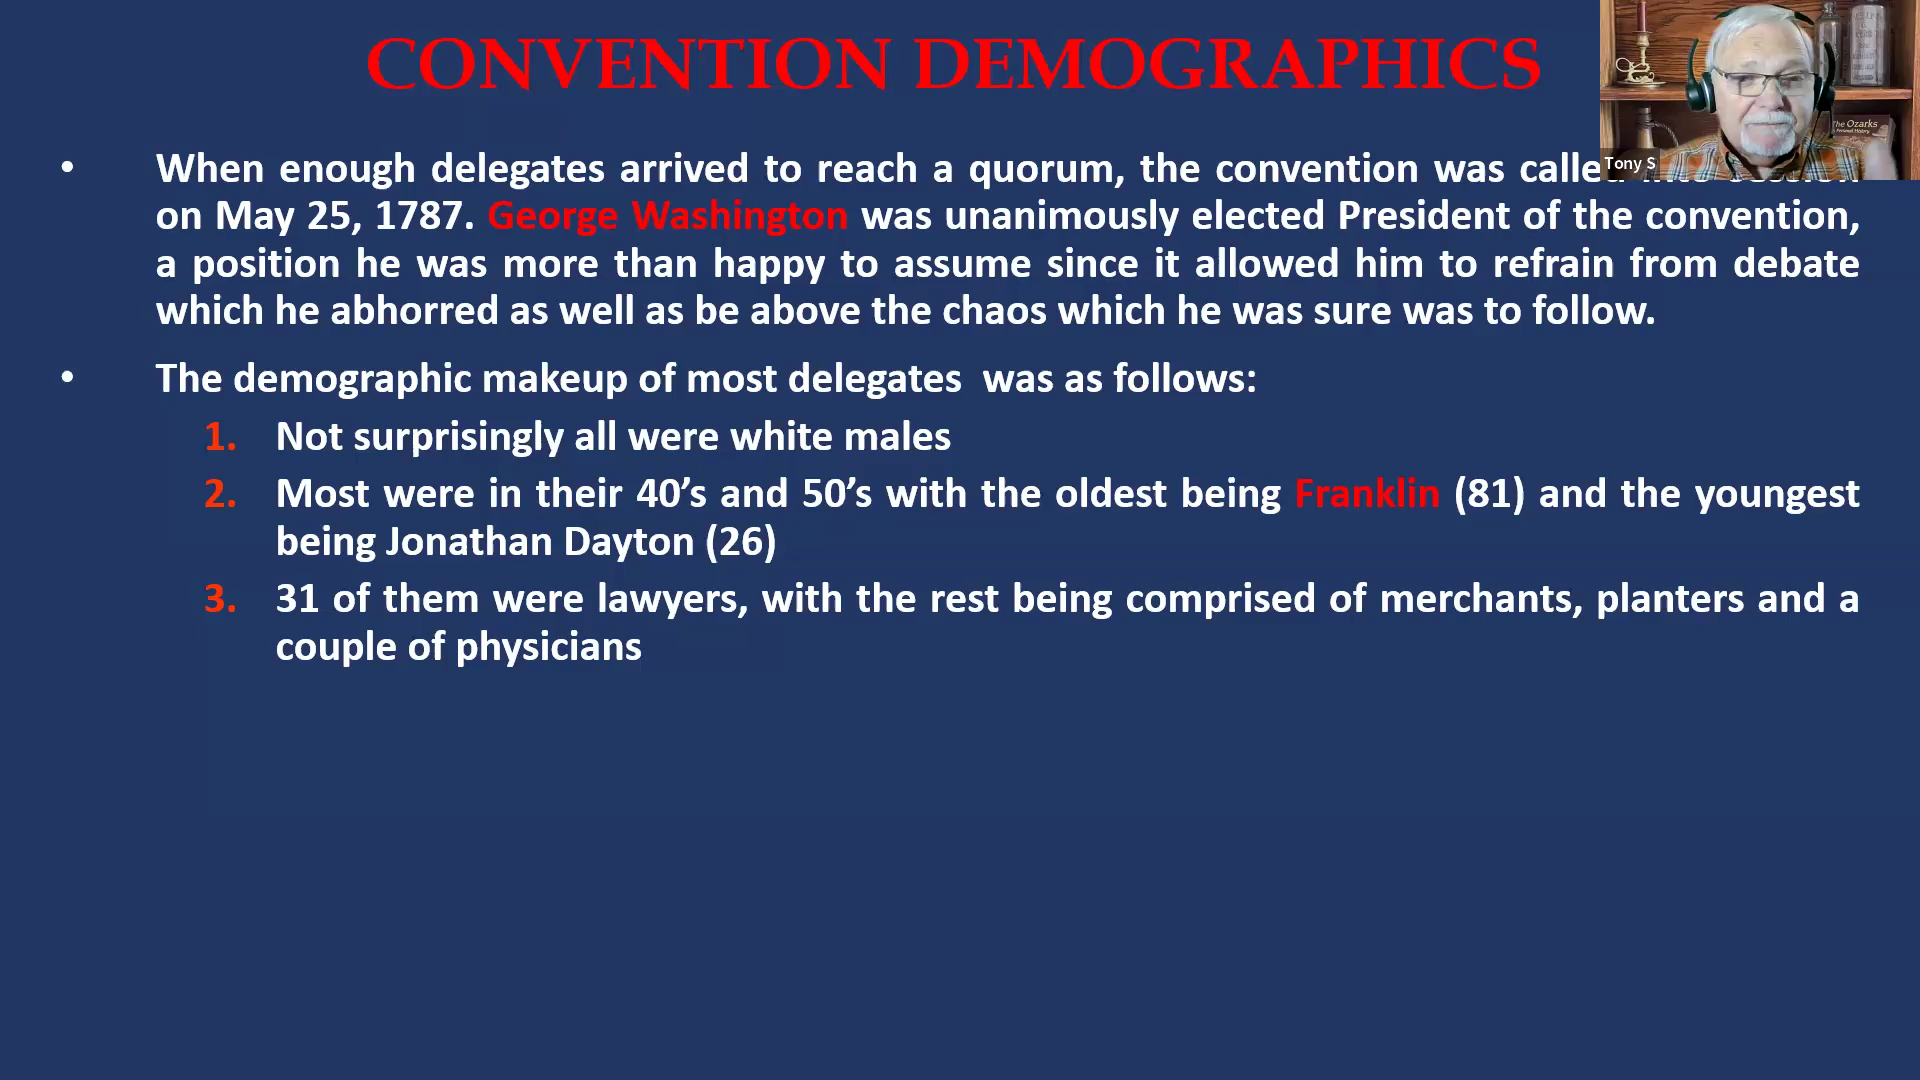 CONVENTION DEMOGRAPHICS
• When enough delegates arrived to reach a quorum, the convention was called into session
on May 25, 1787. George Washington was unanimously elected President of the convention,
a position he was more than happy to assume since it allowed him to refrain from debate
which he abhorred as well as be above the chaos which he was sure was to follow.
• The demographic makeup of most delegates was as follows:
1. Not surprisingly all were white males
2. Most were in their 40’s and 50’s with the oldest being Franklin (81) and the youngest
being Jonathan Dayton (26)
3. 31 of them were lawyers, with the rest being comprised of merchants, planters and a
couple of physicians
The Ozarks
Tony S